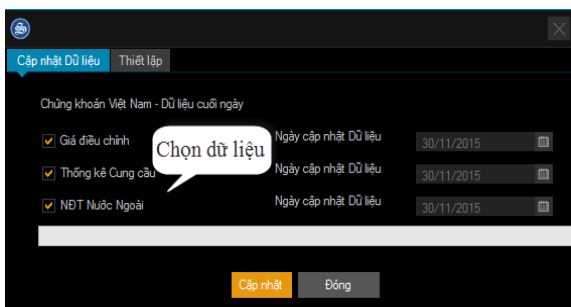 Cập nhật Dữ liệu Thiết lập
Chứng khoán Việt Nam - Dữ liệu cuối ngày
Giá điều chỉnh Ngày cập nhật Dữ liệu 30/11/2015
Chọn dữ liệu
Thống kê Cung cầu Ngày cập nhật Dữ liệu 30/11/2015
NĐT Nước Ngoài Ngày cập nhật Dữ liệu 30/11/2015
Cập nhật Đóng